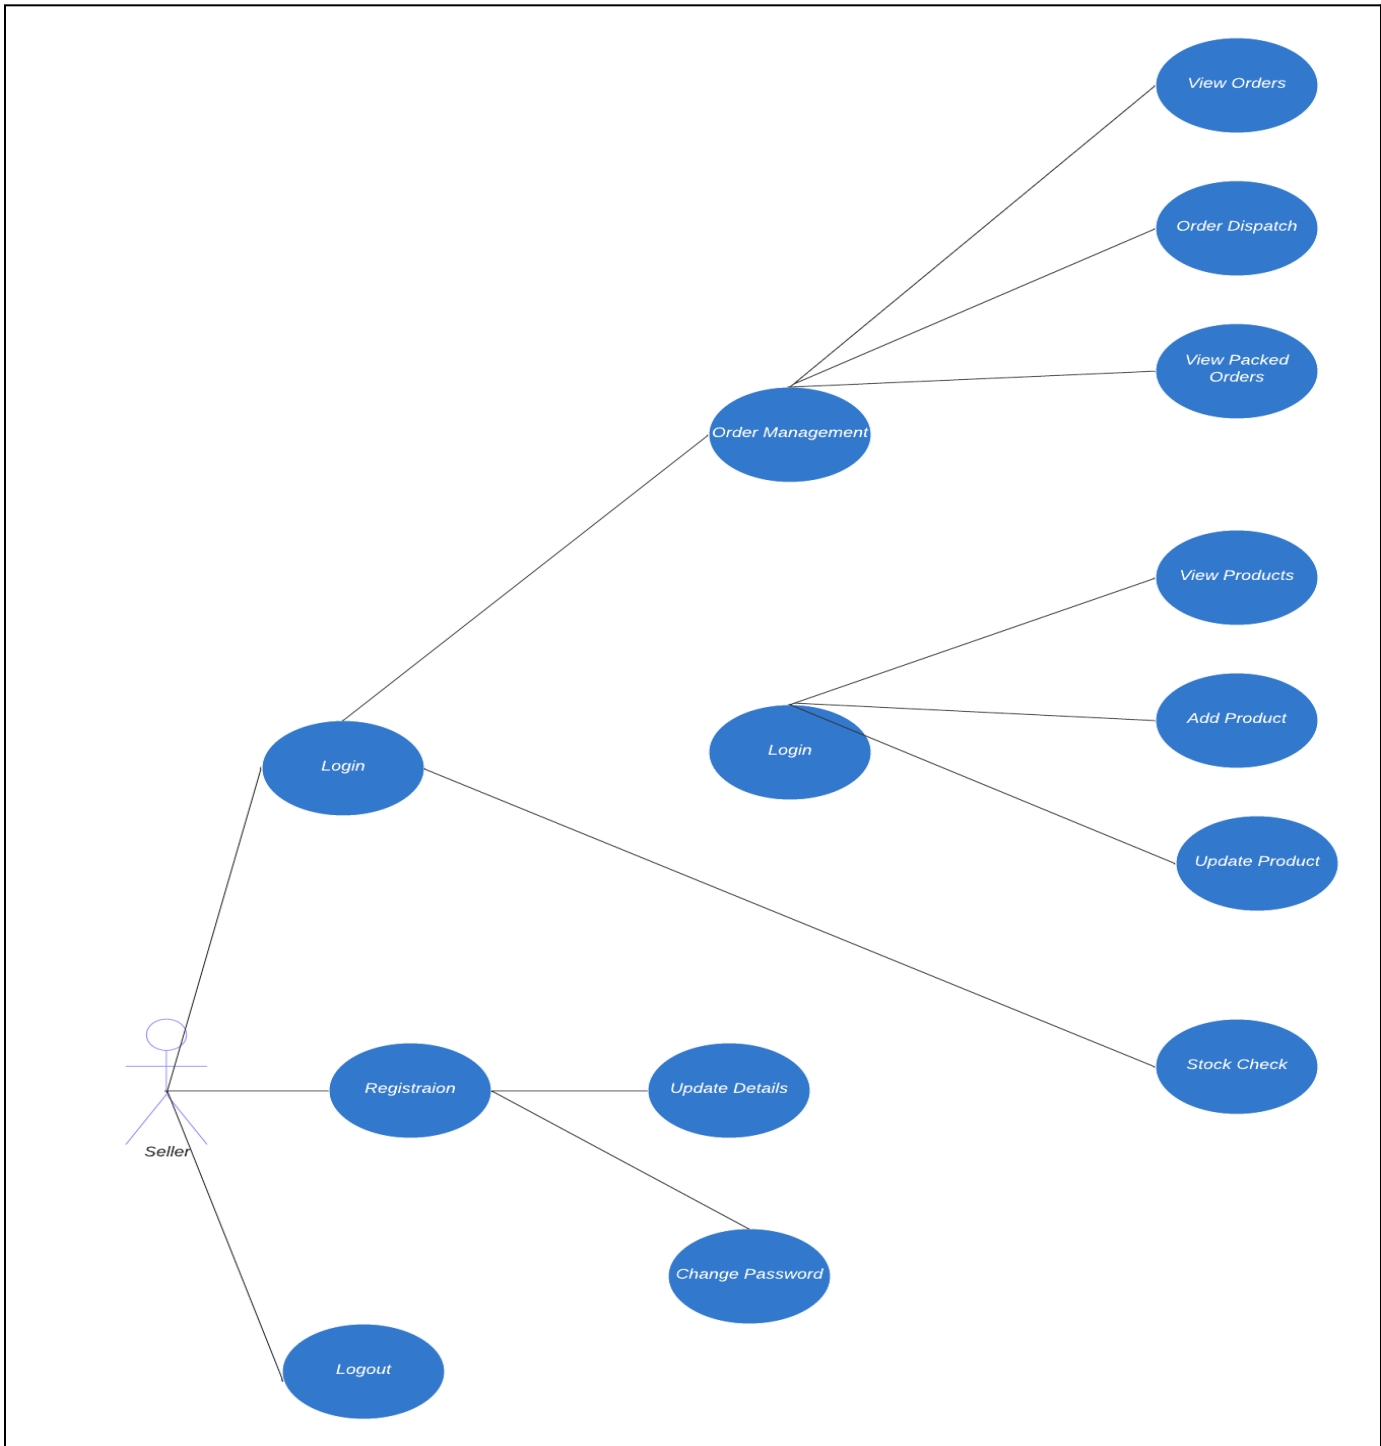 View Orders
Order Dispatch
View Packed
Orders
Order Management
View Products
Add Product
Login
Login
Update Product
Stock Check
Registraion
Update Details
Seller
Change Password
Logout